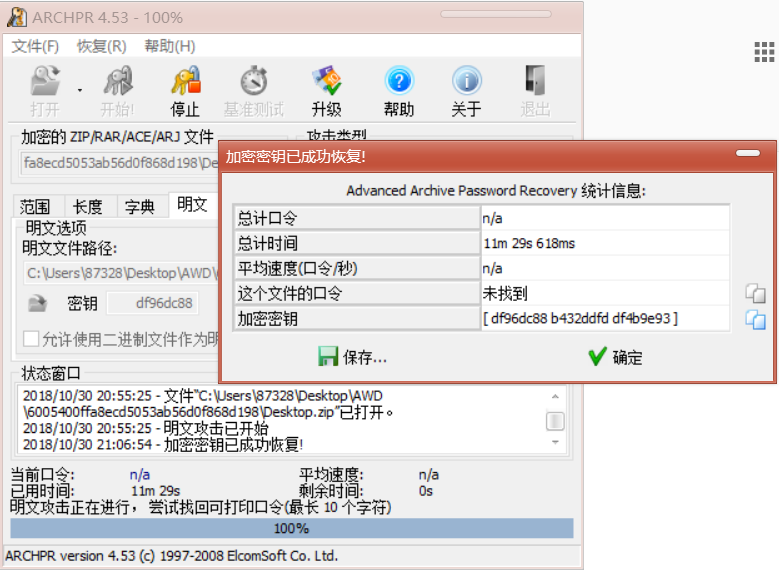 ARCHPR 4.53 - 100%
文件(F) 恢复(R) 帮助(H)
打开 开始! 停止 基准测试 升级 帮助 关于 退出
加密的 ZIP/RAR/ACE/ARJ 文件 攻击类型
fa8ecd5053ab56d0f868d198\De
范围 长度 字典 明文
明文选项
明文文件路径:
C:\Users\87328\Desktop\AWD\
密钥 df96dc88
允许使用二进制文件作为明
加密密钥已成功恢复!
Advanced Archive Password Recovery 统计信息:
总计口令 n/a
总计时间 11m 29s 618ms
平均速度(口令/秒) n/a
这个文件的口令 未找到
加密密钥 [ df96dc88 b432ddfd df4b9e93 ]
保存... 确定
状态窗口
2018/10/30 20:55:25 - 文件"C:\Users\87328\Desktop\AWD
\6005400ffa8ecd5053ab56d0f868d198\Desktop.zip"已打开。
2018/10/30 20:55:25 - 明文攻击已开始
2018/10/30 21:06:54 - 加密密钥已成功恢复!
当前口令: n/a 平均速度: n/a
已用时间: 11m 29s 剩余时间: 0s
明文攻击正在进行，尝试找回可打印口令(最长 10 个字符)
100%
ARCHPR version 4.53 (c) 1997-2008 ElcomSoft Co. Ltd.